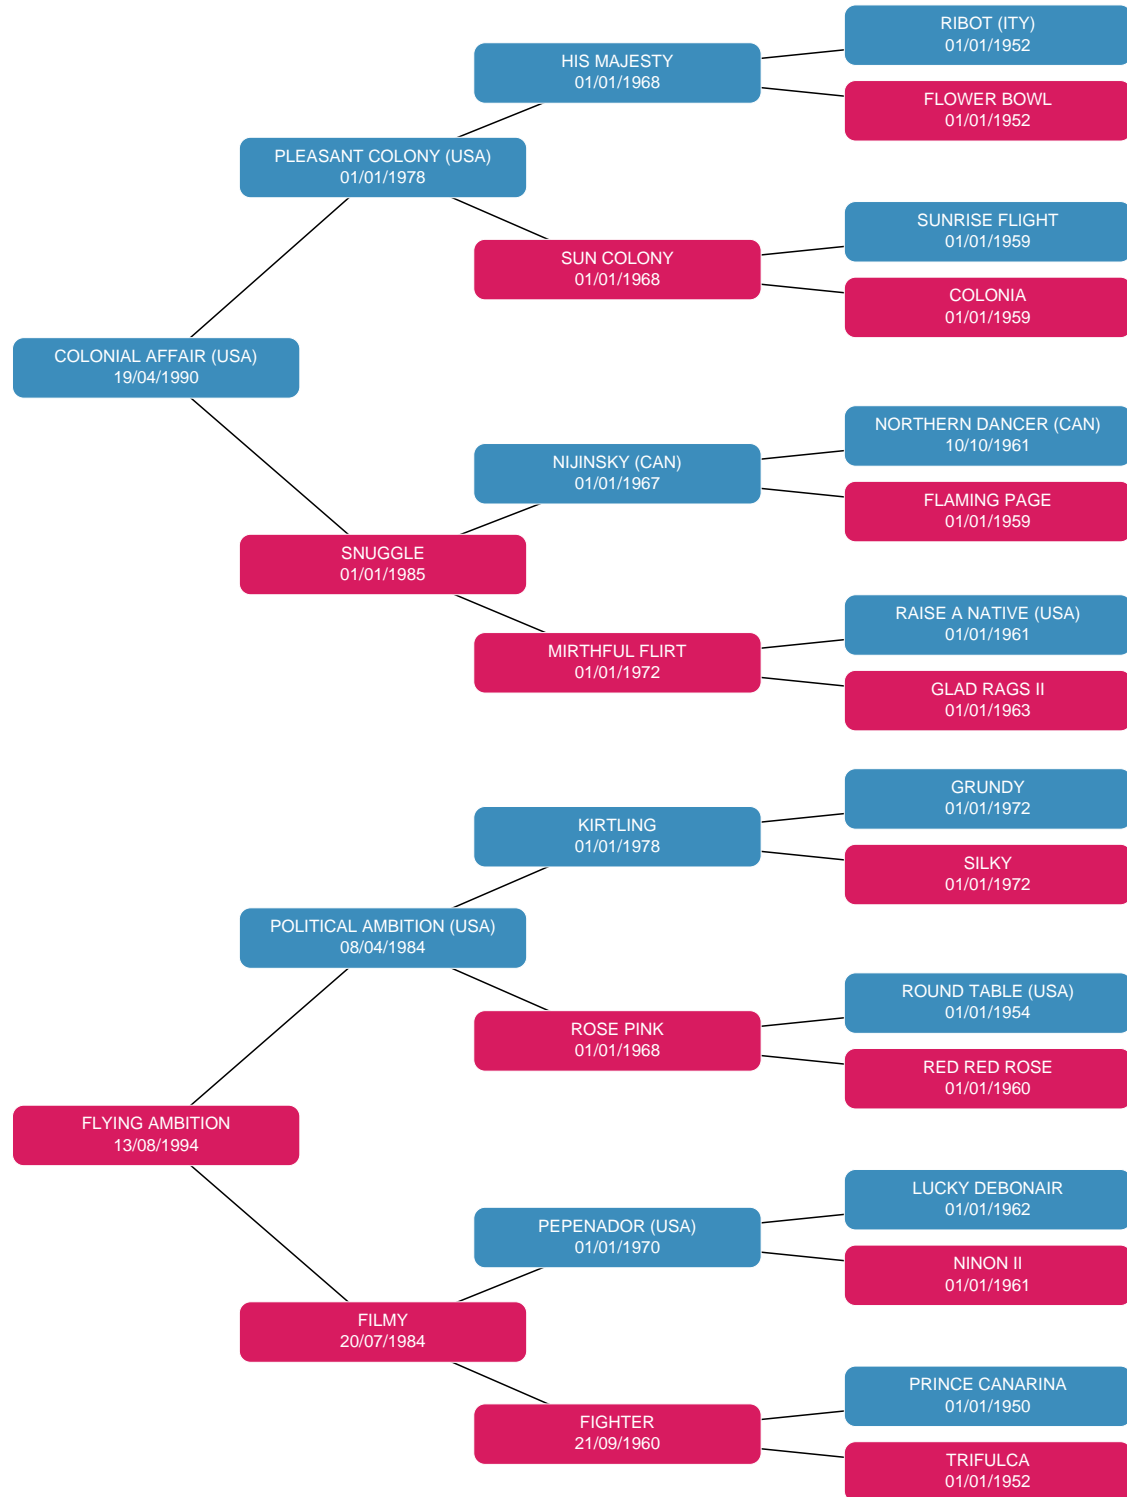 RIBOT (ITY)
01/01/1952
HIS MAJESTY
01/01/1968
FLOWER BOWL
01/01/1952
PLEASANT COLONY (USA)
01/01/1978
SUNRISE FLIGHT
01/01/1959
SUN COLONY
01/01/1968
COLONIA
01/01/1959
COLONIAL AFFAIR (USA)
19/04/1990
NORTHERN DANCER (CAN)
10/10/1961
NIJINSKY (CAN)
01/01/1967
FLAMING PAGE
01/01/1959
SNUGGLE
01/01/1985
RAISE A NATIVE (USA)
01/01/1961
MIRTHFUL FLIRT
01/01/1972
GLAD RAGS II
01/01/1963
GRUNDY
01/01/1972
KIRTLING
01/01/1978
SILKY
01/01/1972
POLITICAL AMBITION (USA)
08/04/1984
ROUND TABLE (USA)
01/01/1954
ROSE PINK
01/01/1968
RED RED ROSE
01/01/1960
FLYING AMBITION
13/08/1994
LUCKY DEBONAIR
01/01/1962
PEPENADOR (USA)
01/01/1970
NINON II
01/01/1961
FILMY
20/07/1984
PRINCE CANARINA
01/01/1950
FIGHTER
21/09/1960
TRIFULCA
01/01/1952